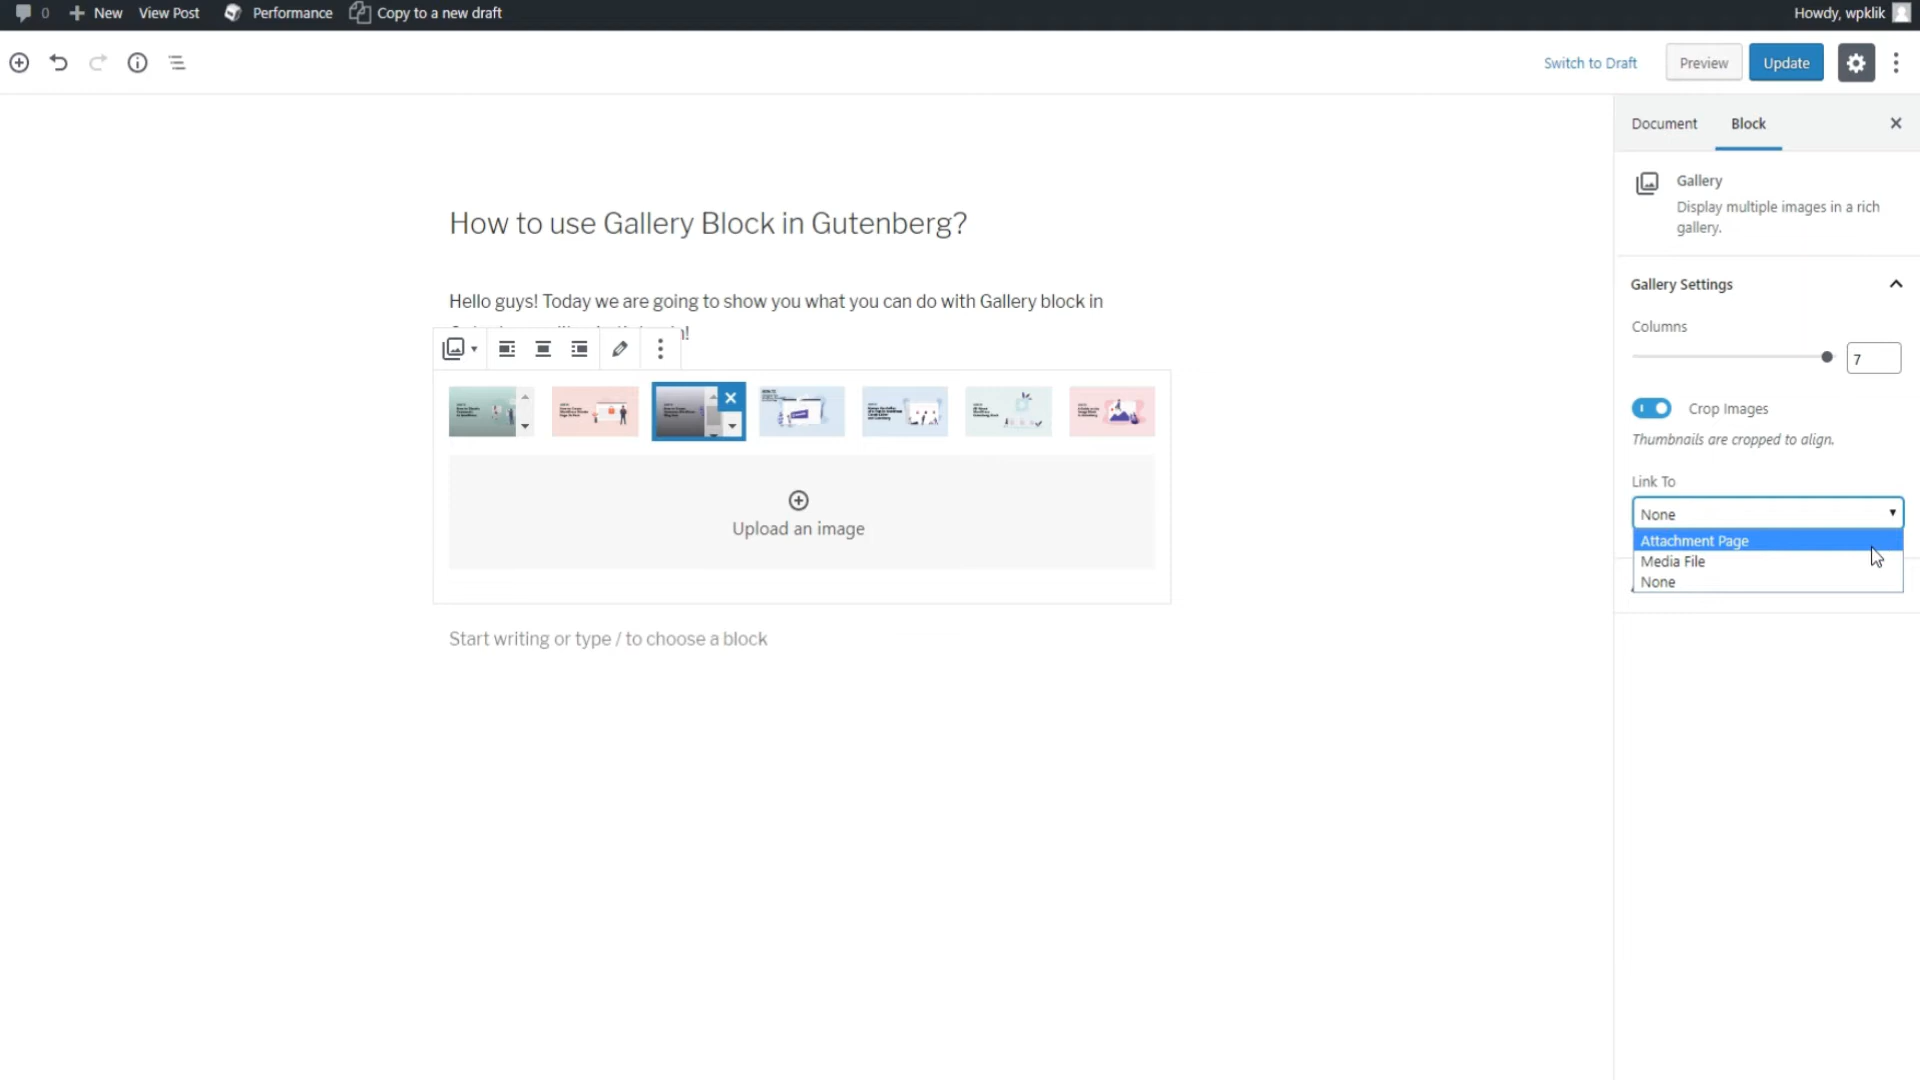 0 New View Post Performance Copy to a new draft Howdy, wpklik
Switch to Draft Preview Update
Document Block
Gallery
Display multiple images in a rich
gallery.
How to use Gallery Block in Gutenberg?
Gallery Settings
Hello guys! Today we are going to show you what you can do with Gallery block in
Columns
7
Crop Images
Thumbnails are cropped to align.
Link To
None
Attachment Page
Media File
None
Upload an image
Start writing or type / to choose a block